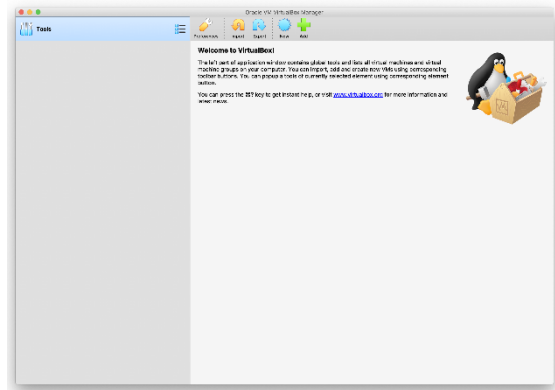 Oracle VM VirtualBox Manager
Tools
Preferences Import Export New Add
Welcome to VirtualBox!
The left part of application window contains global tools and lists all virtual machines and virtual
machine groups on your computer. You can import, add and create new VMs using corresponding
toolbar buttons. You can popup a tools of currently selected element using corresponding element
button.
You can press the ⌘? key to get instant help, or visit www.virtualbox.org for more information and
latest news.